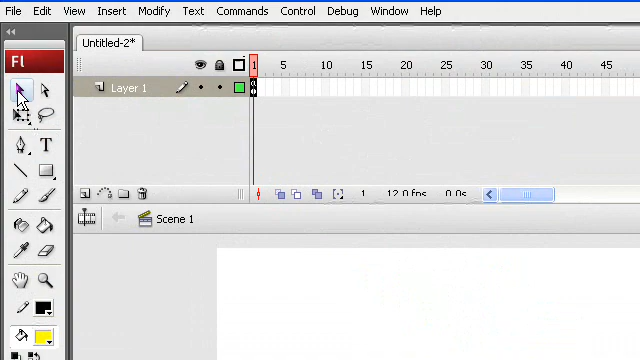 File Edit View Insert Modify Text Commands Control Debug Window Help
Untitled-2*
Fl
1 5 10 15 20 25 30 35 40 45
Layer 1
T
1 12.0 fps 0.0s
Scene 1